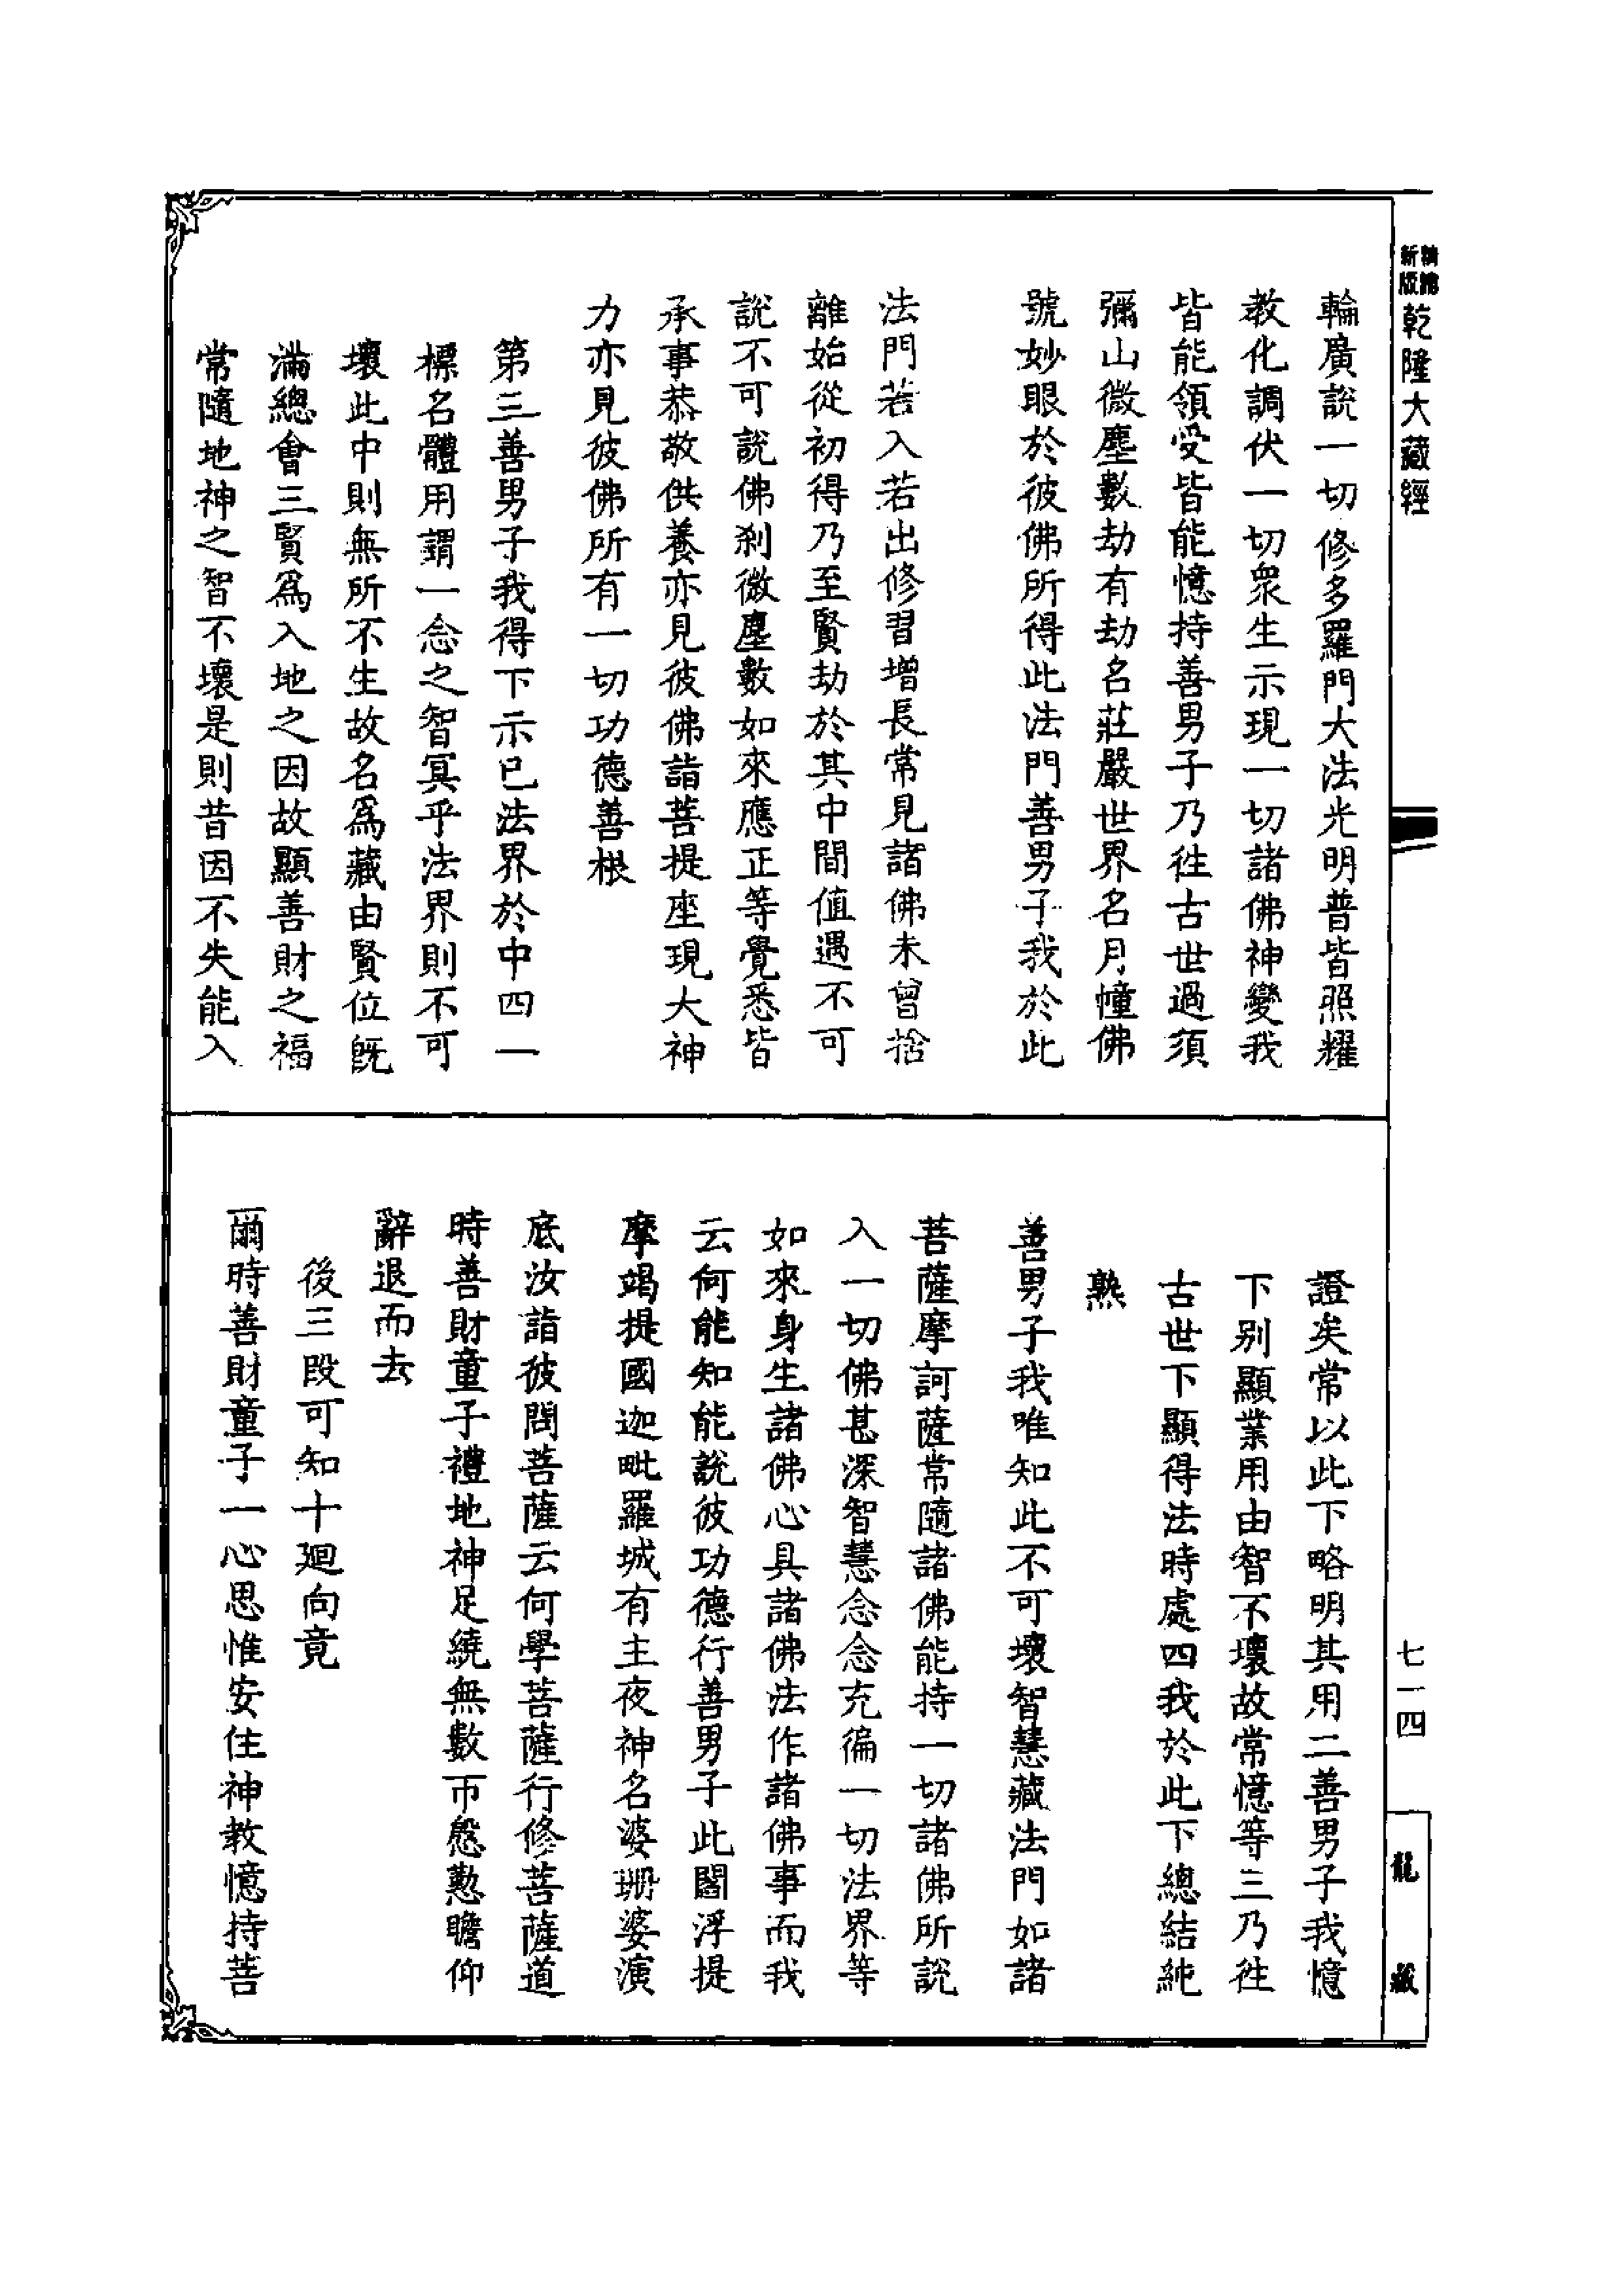 新版
精縮
乾隆大藏經
輪廣說一切修多羅門大法光明普皆照耀
教化調伏一切衆生示現一切諸佛神變我
皆能領受皆能憶持善男子乃徃古世過須
彌山微塵數劫有劫名莊嚴世界名月幢佛
號妙眼於彼佛所得此法門善男子我於此
法門若入若出修習增長常見諸佛未曾捨
離始從初得乃至賢劫於其中間值遇不可
說不可說佛刹微塵數如來應正等覺悉皆
承事恭敬供養亦見彼佛詣菩提座現大神
力亦見彼佛所有一切功德善根
第三善男子我得下示已法界於中四一
標名體用謂一念之智冥乎法界則不可
壞此中則無所不生故名爲藏由賢位旣
滿總會三賢爲入地之因故顯善財之福
常隨地神之智不壞是則昔因不失能入
證矣常以此下略明其用二善男子我憶
下别顯業用由智不壞故常憶等三乃徃
古世下顯得法時處四我於此下總結純
熟
善男子我唯知此不可壞智慧藏法門如諸
菩薩摩訶薩常隨諸佛能持一切諸佛所說
入一切佛甚深智慧念念充徧一切法界等
如來身生諸佛心具諸佛法作諸佛事而我
云何能知能說彼功德行善男子此閻浮提
摩竭提國迦毗羅城有主夜神名婆珊婆演
底汝詣彼問菩薩云何學菩薩行修菩薩道
時善財童子禮地神足繞無數帀慇懃瞻仰
辭退而去
後三段可知十迴向竟
爾時善財童子一心思惟安住神教憶持菩
七一四
龍藏